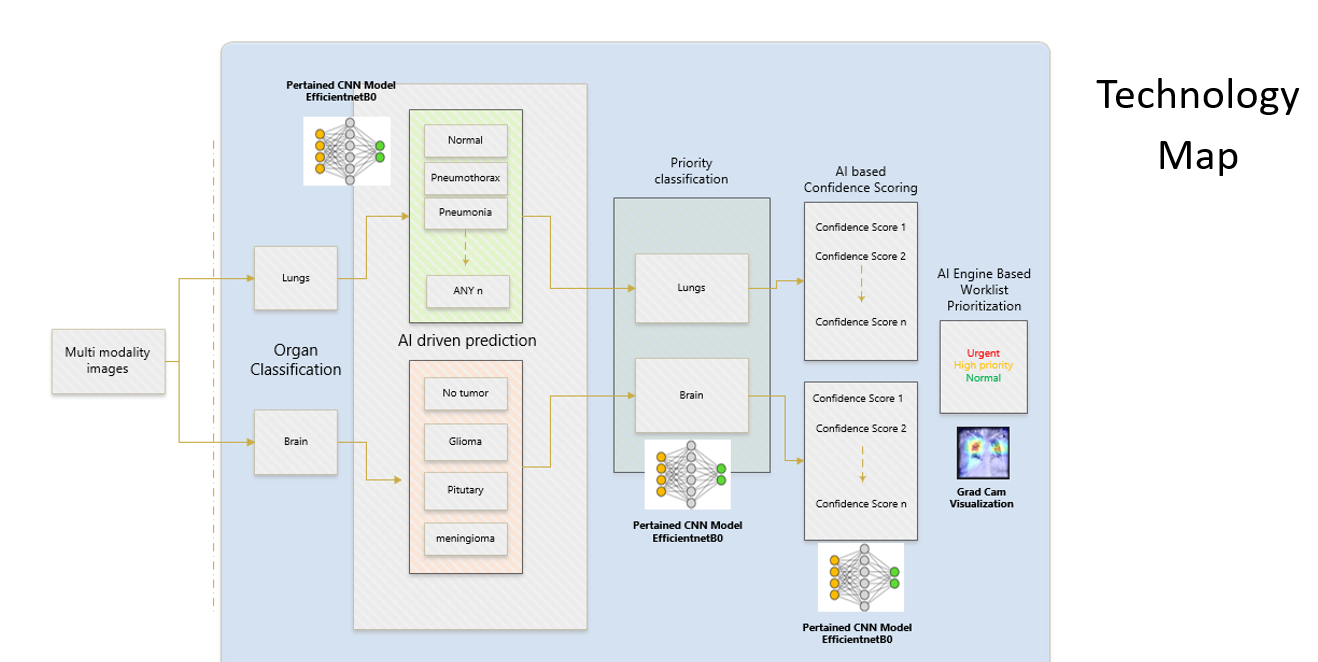 Technology
Map
Pertained CNN Model
EfficientnetB0
Normal
Pneumothorax
Pneumonia
ANY n
Lungs
Multi modality
images
Organ
Classification
Brain
AI driven prediction
No tumor
Glioma
Pitutary
meningioma
Priority
classification
Lungs
Brain
Pertained CNN Model
EfficientnetB0
AI based
Confidence Scoring
Confidence Score 1
Confidence Score 2
Confidence Score n
Confidence Score 1
Confidence Score 2
Confidence Score n
Pertained CNN Model
EfficientnetB0
AI Engine Based
Worklist
Prioritization
Urgent
High priority
Normal
Grad Cam
Visualization